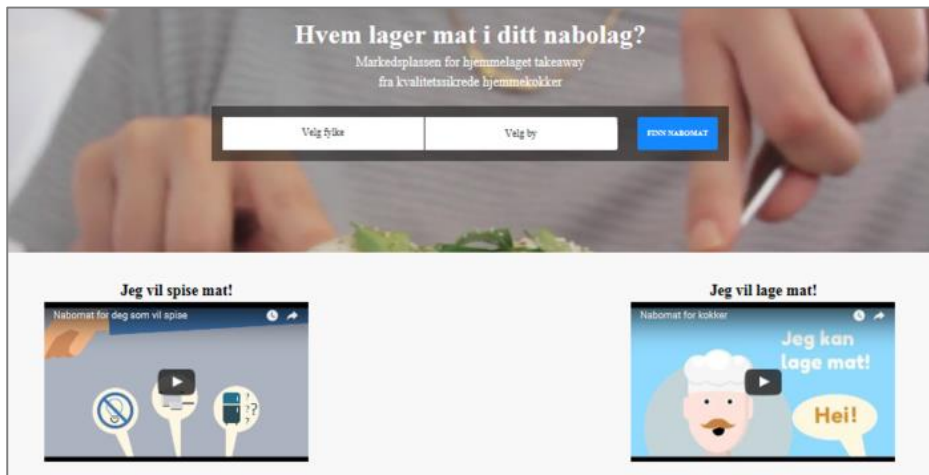 Hvem lager mat i ditt nabolag?
Markedsplassen for hjemmelaget takeaway
fra kvalitetssikrede hjemmekokker
Velg fylke
Velg by
FINN NABOMAT
Jeg vil spise mat!
Jeg vil lage mat!
Nabomat for deg som vil spise
? ?
??
?
Nabomat for kokker
Jeg kan
lage mat!
Hei!